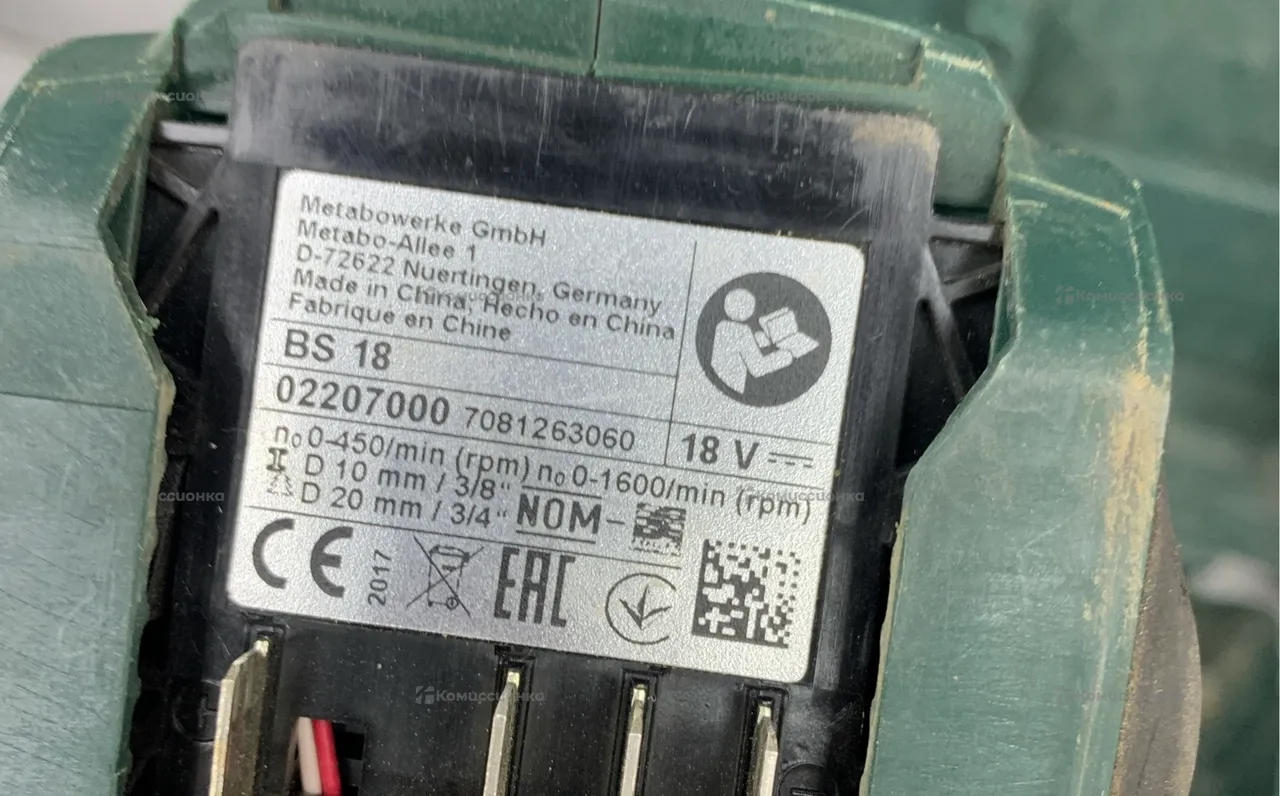 Metabowerke GmbH
Metabo-Allee 1
D-72622 Nuertingen, Germany
Made in China, Hecho en China
Fabriqué en Chine
BS 18
02207000 7081263060
18 V
n₀ 0-450/min (rpm) n₀ 0-1600/min (rpm)
D 10 mm / 3/8"
D 20 mm / 3/4" NOM-
CE 2017 EAC
Комиссионка